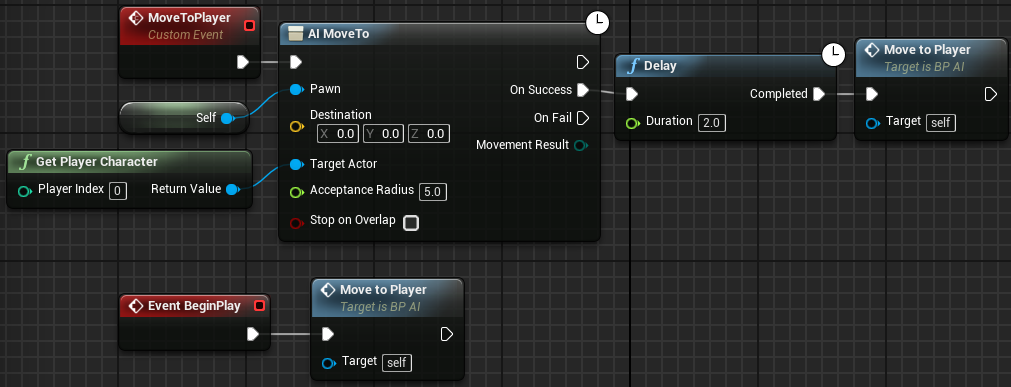 MoveToPlayer
Custom Event
AI MoveTo
Pawn
On Success
Destination
On Fail
X 0.0 Y 0.0 Z 0.0
Movement Result
Target Actor
Acceptance Radius 5.0
Stop on Overlap
Self
f Get Player Character
Player Index 0 Return Value
f Delay
Completed
Duration 2.0
Move to Player
Target is BP AI
Target self
Event BeginPlay
Move to Player
Target is BP AI
Target self